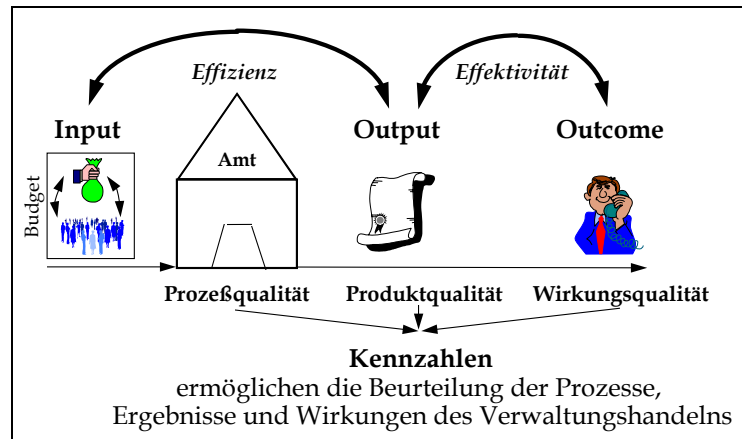 Effizienz
Effektivität
Input
Output
Outcome
Amt
Budget
Prozeßqualität
Produktqualität
Wirkungsqualität
Kennzahlen
ermöglichen die Beurteilung der Prozesse,
Ergebnisse und Wirkungen des Verwaltungshandelns